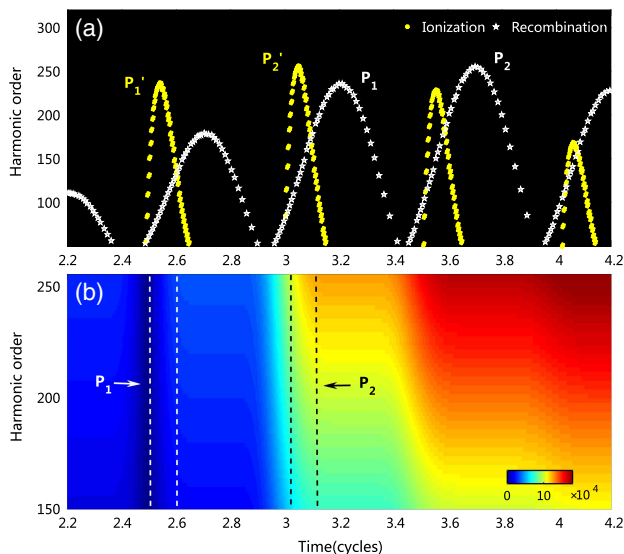 (a)
Ionization
Recombination
P1'
P2'
P1
P2
Harmonic order
300
250
200
150
100
2.2 2.4 2.6 2.8 3 3.2 3.4 3.6 3.8 4 4.2
(b)
P1
P2
Harmonic order
250
200
150
0 10 ×10^4
2.2 2.4 2.6 2.8 3 3.2 3.4 3.6 3.8 4 4.2
Time(cycles)